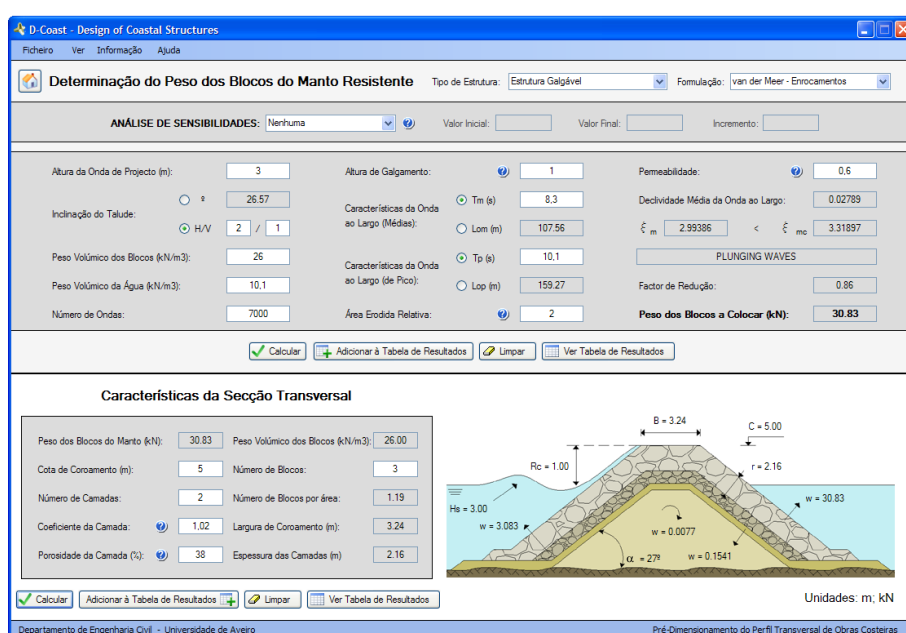 D-Coast - Design of Coastal Structures
Ficheiro Ver Informação Ajuda
Determinação do Peso dos Blocos do Manto Resistente Tipo de Estrutura: Estrutura Galgável Formulação: van der Meer - Enrocamentos
ANÁLISE DE SENSIBILIDADES: Nenhuma Valor Inicial: Valor Final: Incremento:
Altura da Onda de Projecto (m): 3 Altura de Galgamento: 1 Permeabilidade: 0,6
Inclinação do Talude: º 26.57 Características da Onda ao Largo (Médias): Tm (s) 8,3 Declividade Média da Onda ao Largo: 0.02789
H/V 2 / 1 Lom (m) 107.56 ξ m 2.99386 < ξ mc 3.31897
Peso Volúmico dos Blocos (kN/m3): 26 Características da Onda ao Largo (de Pico): Tp (s) 10,1 PLUNGING WAVES
Peso Volúmico da Água (kN/m3): 10,1 Lop (m) 159.27 Factor de Redução: 0.86
Número de Ondas: 7000 Área Erodida Relativa: 2 Peso dos Blocos a Colocar (kN): 30.83
Calcular Adicionar à Tabela de Resultados Limpar Ver Tabela de Resultados
Características da Secção Transversal
Peso dos Blocos do Manto (kN): 30.83 Peso Volúmico dos Blocos (kN/m3): 26.00
Cota de Coroamento (m): 5 Número de Blocos: 3
Número de Camadas: 2 Número de Blocos por área: 1.19
Coeficiente da Camada: 1,02 Largura de Coroamento (m): 3.24
Porosidade da Camada (%): 38 Espessura das Camadas (m) 2.16
B = 3.24
C = 5.00
Rc = 1.00
r = 2.16
Hs = 3.00
w = 30.83
w = 3.083
w = 0.0077
α = 27º
w = 0.1541
Calcular Adicionar à Tabela de Resultados Limpar Ver Tabela de Resultados
Unidades: m; kN
Departamento de Engenharia Civil - Universidade de Aveiro Pré-Dimensionamento do Perfil Transversal de Obras Costeiras